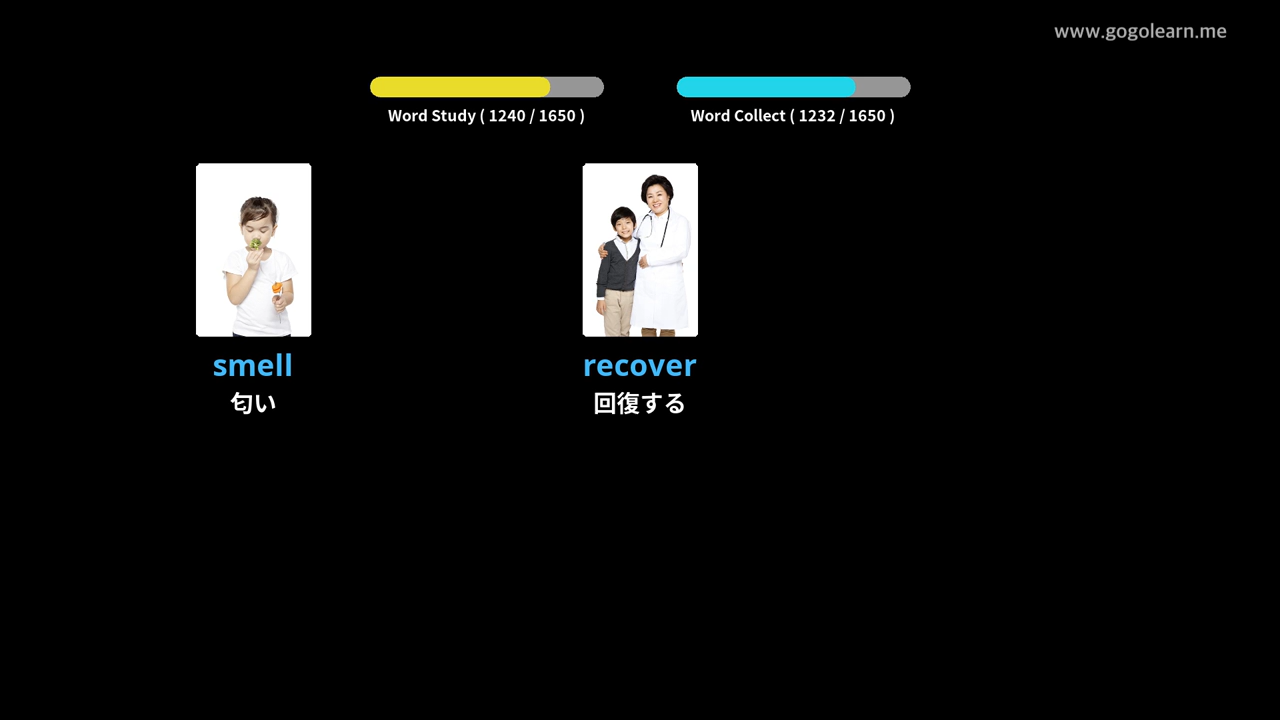 www.gogolearn.me
Word Study ( 1240 / 1650 )
Word Collect ( 1232 / 1650 )
smell
匂い
recover
回復する